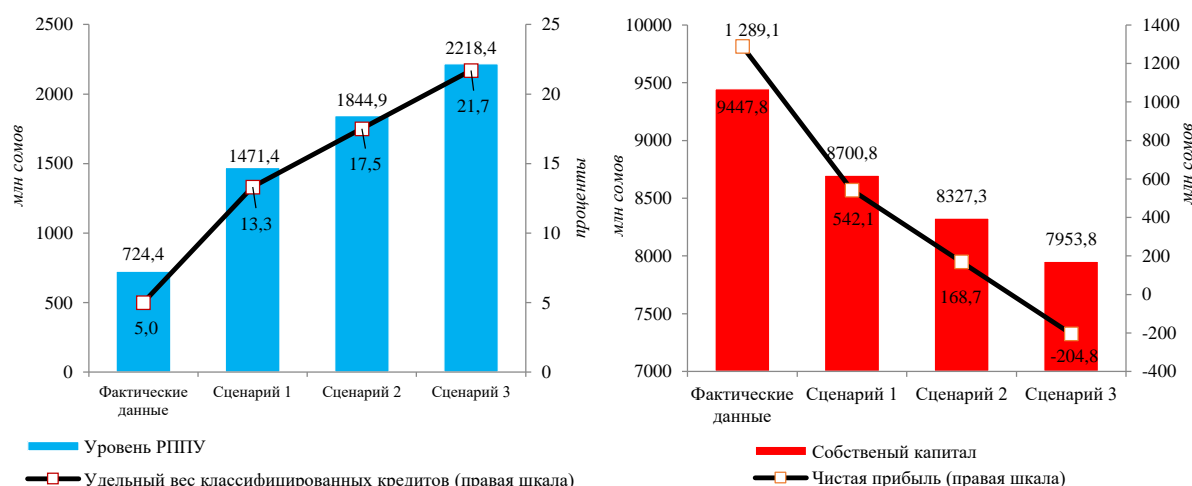 2500
2000
1500
1000
500
0
млн сомов
724,4
1471,4
1844,9
2218,4
5,0
13,3
17,5
21,7
25
20
15
10
5
0
проценты
Фактические
данные
Сценарий 1
Сценарий 2
Сценарий 3
Уровень РППУ
Удельный вес классифицированных кредитов (правая шкала)
10000
9500
9000
8500
8000
7500
7000
млн сомов
1 289,1
9447,8
8700,8
542,1
8327,3
168,7
7953,8
-204,8
1400
1200
1000
800
600
400
200
0
-200
-400
млн сомов
Фактические
данные
Сценарий 1
Сценарий 2
Сценарий 3
Собственый капитал
Чистая прибыль (правая шкала)